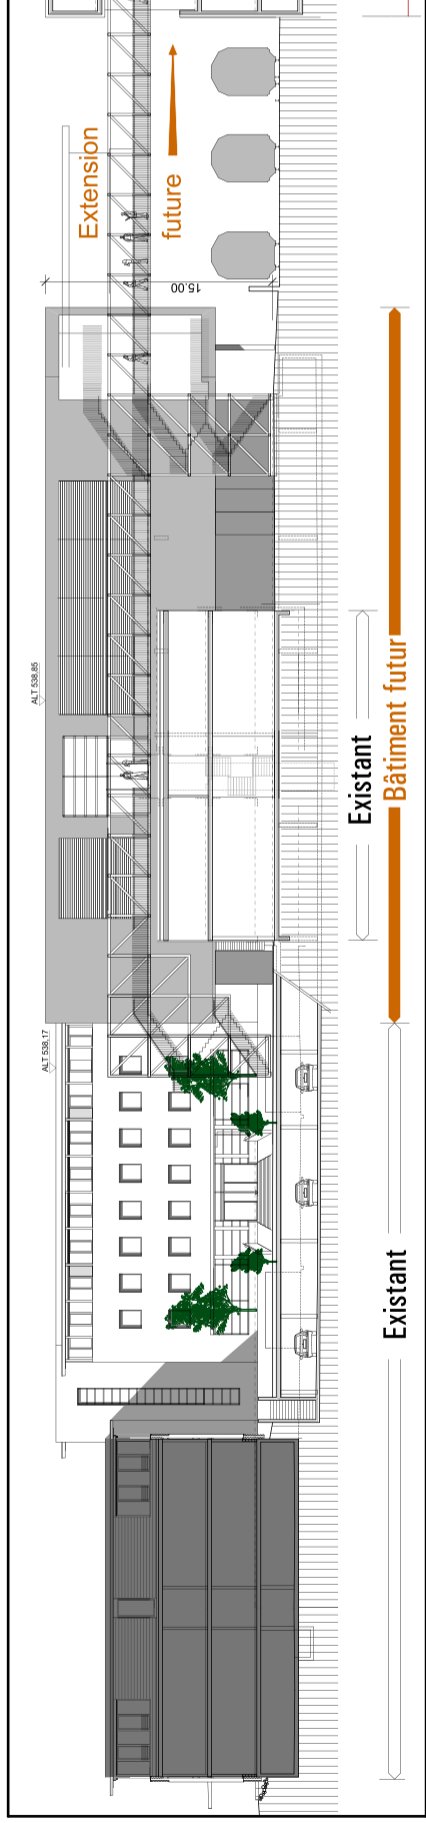 Extension
future
15.00
ALT 538,85
ALT 538,17
Existant
Bâtiment futur
Existant